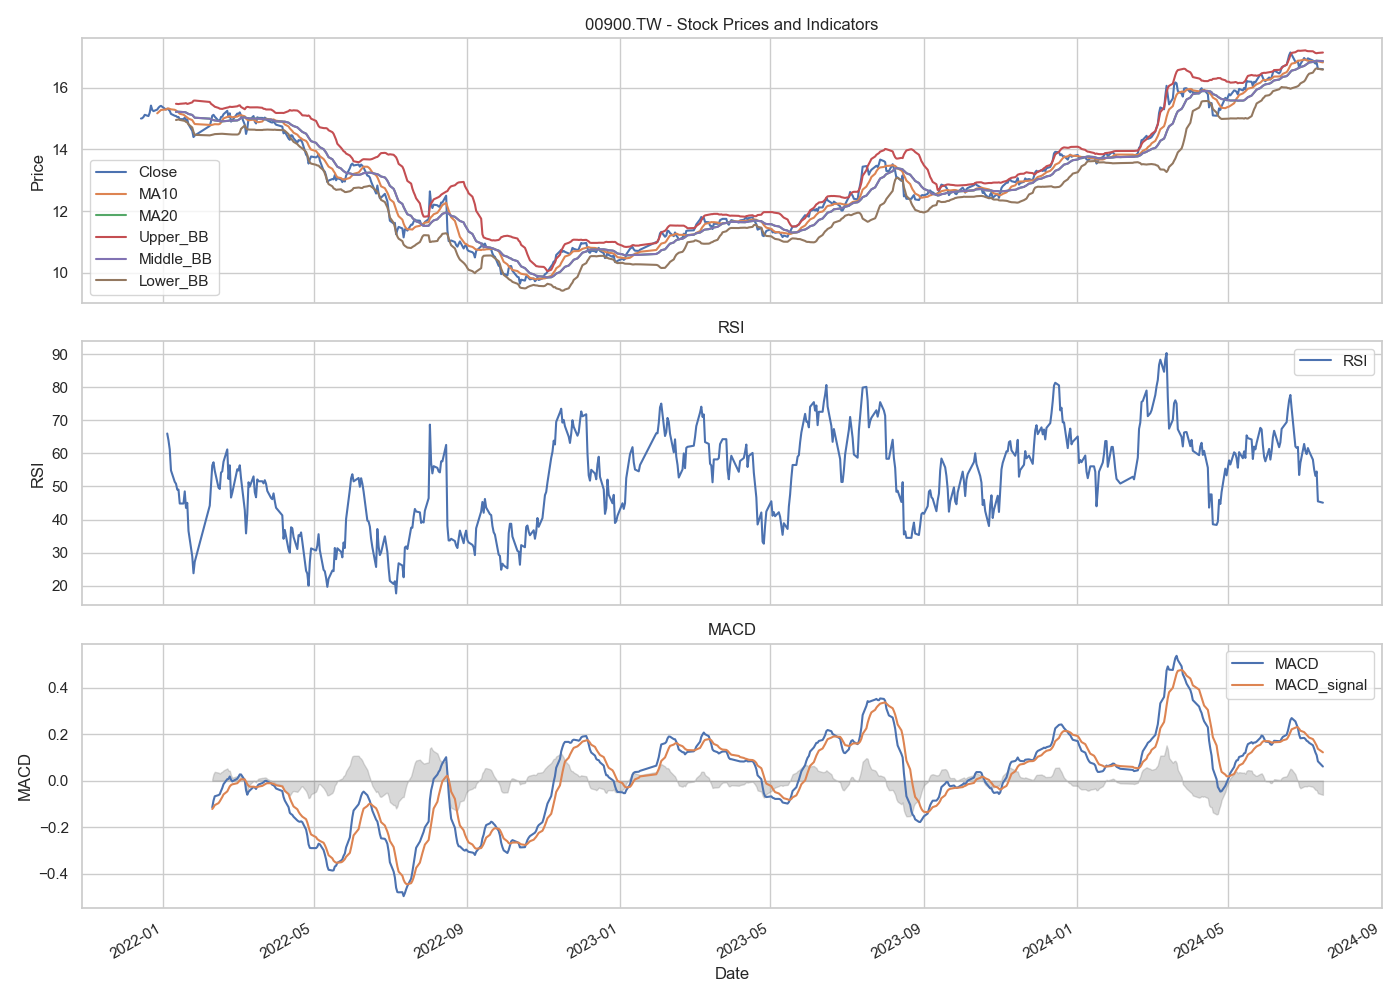 00900.TW - Stock Prices and Indicators
Price
16
14
12
10
Close
MA10
MA20
Upper_BB
Middle_BB
Lower_BB
RSI
RSI
90
80
70
60
50
40
30
20
RSI
MACD
MACD
0.4
0.2
0.0
−0.2
−0.4
MACD
MACD_signal
2022-01
2022-05
2022-09
2023-01
2023-05
2023-09
2024-01
2024-05
2024-09
Date